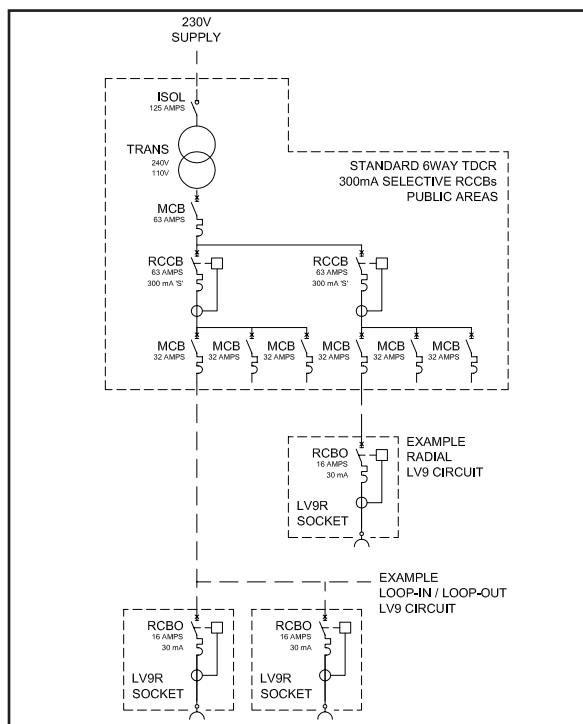 230V
SUPPLY
ISOL
125 AMPS
TRANS
240V
110V
STANDARD 6WAY TDCR
300mA SELECTIVE RCCBs
PUBLIC AREAS
MCB
63 AMPS
RCCB
63 AMPS
300 mA 'S'
RCCB
63 AMPS
300 mA 'S'
MCB
32 AMPS
MCB
32 AMPS
MCB
32 AMPS
MCB
32 AMPS
MCB
32 AMPS
MCB
32 AMPS
RCBO
16 AMPS
30 mA
LV9R
SOCKET
EXAMPLE
RADIAL
LV9 CIRCUIT
EXAMPLE
LOOP-IN / LOOP-OUT
LV9 CIRCUIT
RCBO
16 AMPS
30 mA
LV9R
SOCKET
RCBO
16 AMPS
30 mA
LV9R
SOCKET